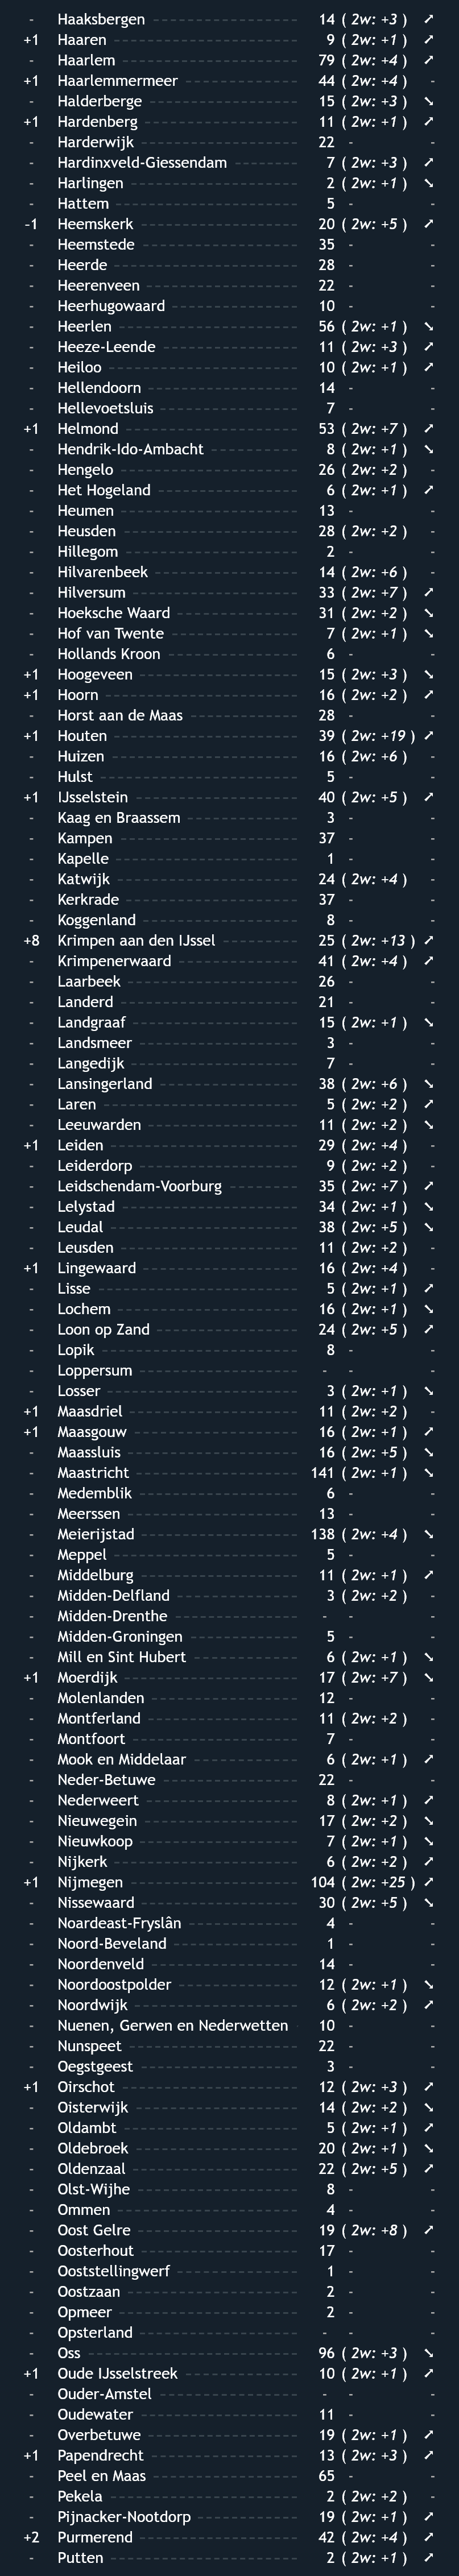 - Haaksbergen 14 ( 2w: +3 ) ➚
+1 Haaren 9 ( 2w: +1 ) ➚
- Haarlem 79 ( 2w: +4 ) ➚
+1 Haarlemmermeer 44 ( 2w: +4 ) -
- Halderberge 15 ( 2w: +3 ) ➘
+1 Hardenberg 11 ( 2w: +1 ) ➚
- Harderwijk 22 - -
- Hardinxveld-Giessendam 7 ( 2w: +3 ) ➚
- Harlingen 2 ( 2w: +1 ) ➘
- Hattem 5 - -
-1 Heemskerk 20 ( 2w: +5 ) ➚
- Heemstede 35 - -
- Heerde 28 - -
- Heerenveen 22 - -
- Heerhugowaard 10 - -
- Heerlen 56 ( 2w: +1 ) ➘
- Heeze-Leende 11 ( 2w: +3 ) ➚
- Heiloo 10 ( 2w: +1 ) ➚
- Hellendoorn 14 - -
- Hellevoetsluis 7 - -
+1 Helmond 53 ( 2w: +7 ) ➚
- Hendrik-Ido-Ambacht 8 ( 2w: +1 ) ➘
- Hengelo 26 ( 2w: +2 ) -
- Het Hogeland 6 ( 2w: +1 ) ➚
- Heumen 13 - -
- Heusden 28 ( 2w: +2 ) -
- Hillegom 2 - -
- Hilvarenbeek 14 ( 2w: +6 ) -
- Hilversum 33 ( 2w: +7 ) ➚
- Hoeksche Waard 31 ( 2w: +2 ) ➘
- Hof van Twente 7 ( 2w: +1 ) ➘
- Hollands Kroon 6 - -
+1 Hoogeveen 15 ( 2w: +3 ) ➘
+1 Hoorn 16 ( 2w: +2 ) ➚
- Horst aan de Maas 28 - -
+1 Houten 39 ( 2w: +19 ) ➚
- Huizen 16 ( 2w: +6 ) -
- Hulst 5 - -
+1 IJsselstein 40 ( 2w: +5 ) ➚
- Kaag en Braassem 3 - -
- Kampen 37 - -
- Kapelle 1 - -
- Katwijk 24 ( 2w: +4 ) -
- Kerkrade 37 - -
- Koggenland 8 - -
+8 Krimpen aan den IJssel 25 ( 2w: +13 ) ➚
- Krimpenerwaard 41 ( 2w: +4 ) ➚
- Laarbeek 26 - -
- Landerd 21 - -
- Landgraaf 15 ( 2w: +1 ) ➘
- Landsmeer 3 - -
- Langedijk 7 - -
- Lansingerland 38 ( 2w: +6 ) ➘
- Laren 5 ( 2w: +2 ) ➚
- Leeuwarden 11 ( 2w: +2 ) ➘
+1 Leiden 29 ( 2w: +4 ) -
- Leiderdorp 9 ( 2w: +2 ) -
- Leidschendam-Voorburg 35 ( 2w: +7 ) ➚
- Lelystad 34 ( 2w: +1 ) ➘
- Leudal 38 ( 2w: +5 ) ➘
- Leusden 11 ( 2w: +2 ) -
+1 Lingewaard 16 ( 2w: +4 ) -
- Lisse 5 ( 2w: +1 ) ➚
- Lochem 16 ( 2w: +1 ) ➘
- Loon op Zand 24 ( 2w: +5 ) ➚
- Lopik 8 - -
- Loppersum - - -
- Losser 3 ( 2w: +1 ) ➘
+1 Maasdriel 11 ( 2w: +2 ) -
+1 Maasgouw 16 ( 2w: +1 ) ➚
- Maassluis 16 ( 2w: +5 ) ➘
- Maastricht 141 ( 2w: +1 ) ➘
- Medemblik 6 - -
- Meerssen 13 - -
- Meierijstad 138 ( 2w: +4 ) ➘
- Meppel 5 - -
- Middelburg 11 ( 2w: +1 ) ➚
- Midden-Delfland 3 ( 2w: +2 ) -
- Midden-Drenthe - - -
- Midden-Groningen 5 - -
- Mill en Sint Hubert 6 ( 2w: +1 ) ➘
+1 Moerdijk 17 ( 2w: +7 ) ➘
- Molenlanden 12 - -
- Montferland 11 ( 2w: +2 ) -
- Montfoort 7 - -
- Mook en Middelaar 6 ( 2w: +1 ) ➚
- Neder-Betuwe 22 - -
- Nederweert 8 ( 2w: +1 ) ➚
- Nieuwegein 17 ( 2w: +2 ) ➘
- Nieuwkoop 7 ( 2w: +1 ) ➘
- Nijkerk 6 ( 2w: +2 ) ➚
+1 Nijmegen 104 ( 2w: +25 ) ➚
- Nissewaard 30 ( 2w: +5 ) ➘
- Noardeast-Fryslân 4 - -
- Noord-Beveland 1 - -
- Noordenveld 14 - -
- Noordoostpolder 12 ( 2w: +1 ) ➘
- Noordwijk 6 ( 2w: +2 ) ➚
- Nuenen, Gerwen en Nederwetten 10 - -
- Nunspeet 22 - -
- Oegstgeest 3 - -
+1 Oirschot 12 ( 2w: +3 ) ➚
- Oisterwijk 14 ( 2w: +2 ) ➘
- Oldambt 5 ( 2w: +1 ) ➚
- Oldebroek 20 ( 2w: +1 ) ➘
- Oldenzaal 22 ( 2w: +5 ) ➚
- Olst-Wijhe 8 - -
- Ommen 4 - -
- Oost Gelre 19 ( 2w: +8 ) ➚
- Oosterhout 17 - -
- Ooststellingwerf 1 - -
- Oostzaan 2 - -
- Opmeer 2 - -
- Opsterland - - -
- Oss 96 ( 2w: +3 ) ➘
+1 Oude IJsselstreek 10 ( 2w: +1 ) ➚
- Ouder-Amstel - - -
- Oudewater 11 - -
- Overbetuwe 19 ( 2w: +1 ) ➚
+1 Papendrecht 13 ( 2w: +3 ) ➚
- Peel en Maas 65 - -
- Pekela 2 ( 2w: +2 ) -
- Pijnacker-Nootdorp 19 ( 2w: +1 ) ➚
+2 Purmerend 42 ( 2w: +4 ) ➚
- Putten 2 ( 2w: +1 ) ➚